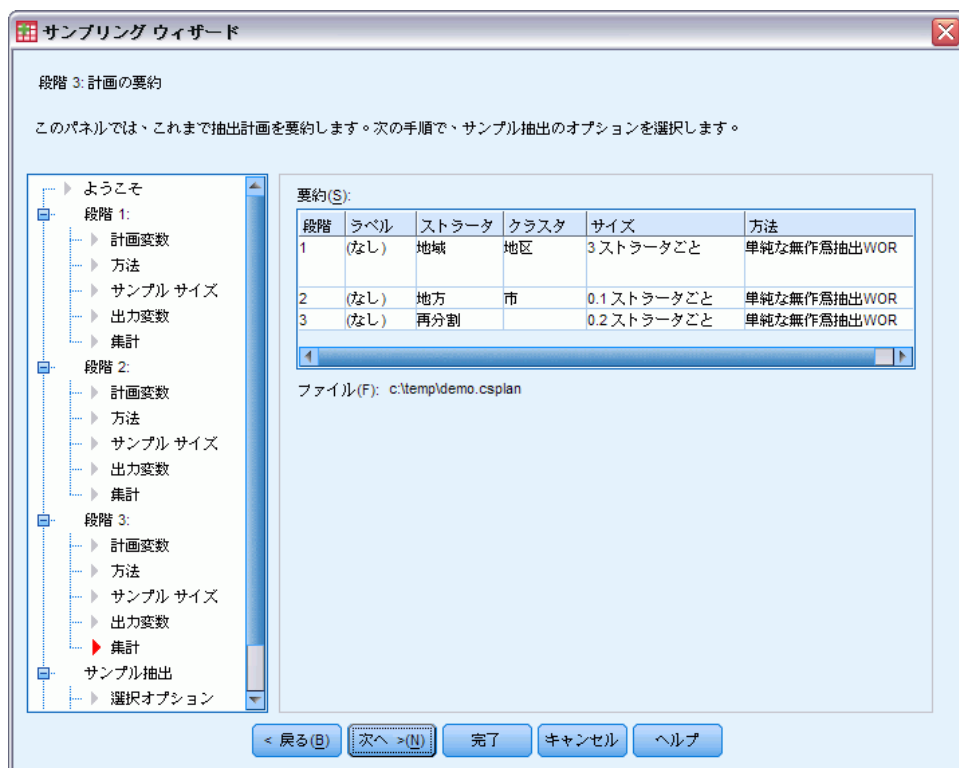 サンプリング ウィザード
段階 3: 計画の要約
このパネルでは、これまで抽出計画を要約します。次の手順で、サンプル抽出のオプションを選択します。
ようこそ
段階 1:
計画変数
方法
サンプル サイズ
出力変数
集計
段階 2:
計画変数
方法
サンプル サイズ
出力変数
集計
段階 3:
計画変数
方法
サンプル サイズ
出力変数
集計
サンプル抽出
選択オプション
要約(S):
段階 ラベル ストラータ クラスタ サイズ 方法
1 (なし) 地域 地区 3 ストラータごと 単純な無作為抽出WOR
2 (なし) 地方 市 0.1 ストラータごと 単純な無作為抽出WOR
3 (なし) 再分割 0.2 ストラータごと 単純な無作為抽出WOR
ファイル(F): c:\temp\demo.csplan
< 戻る(B) 次へ >(N) 完了 キャンセル ヘルプ